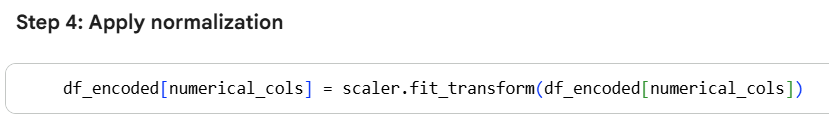 Step 4: Apply normalization
df_encoded[numerical_cols] = scaler.fit_transform(df_encoded[numerical_cols])